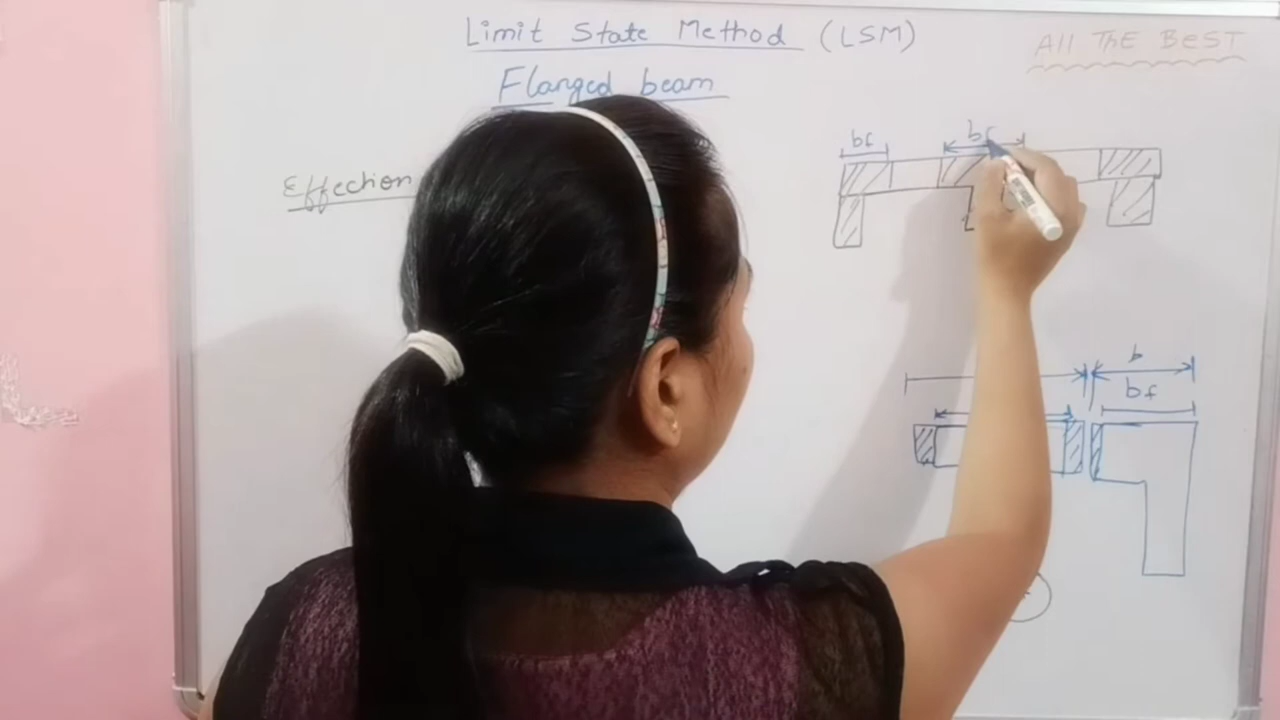 Limit State Method (LSM)
ALL THE BEST
Flanged beam
Effection
bf
bf
b
bf